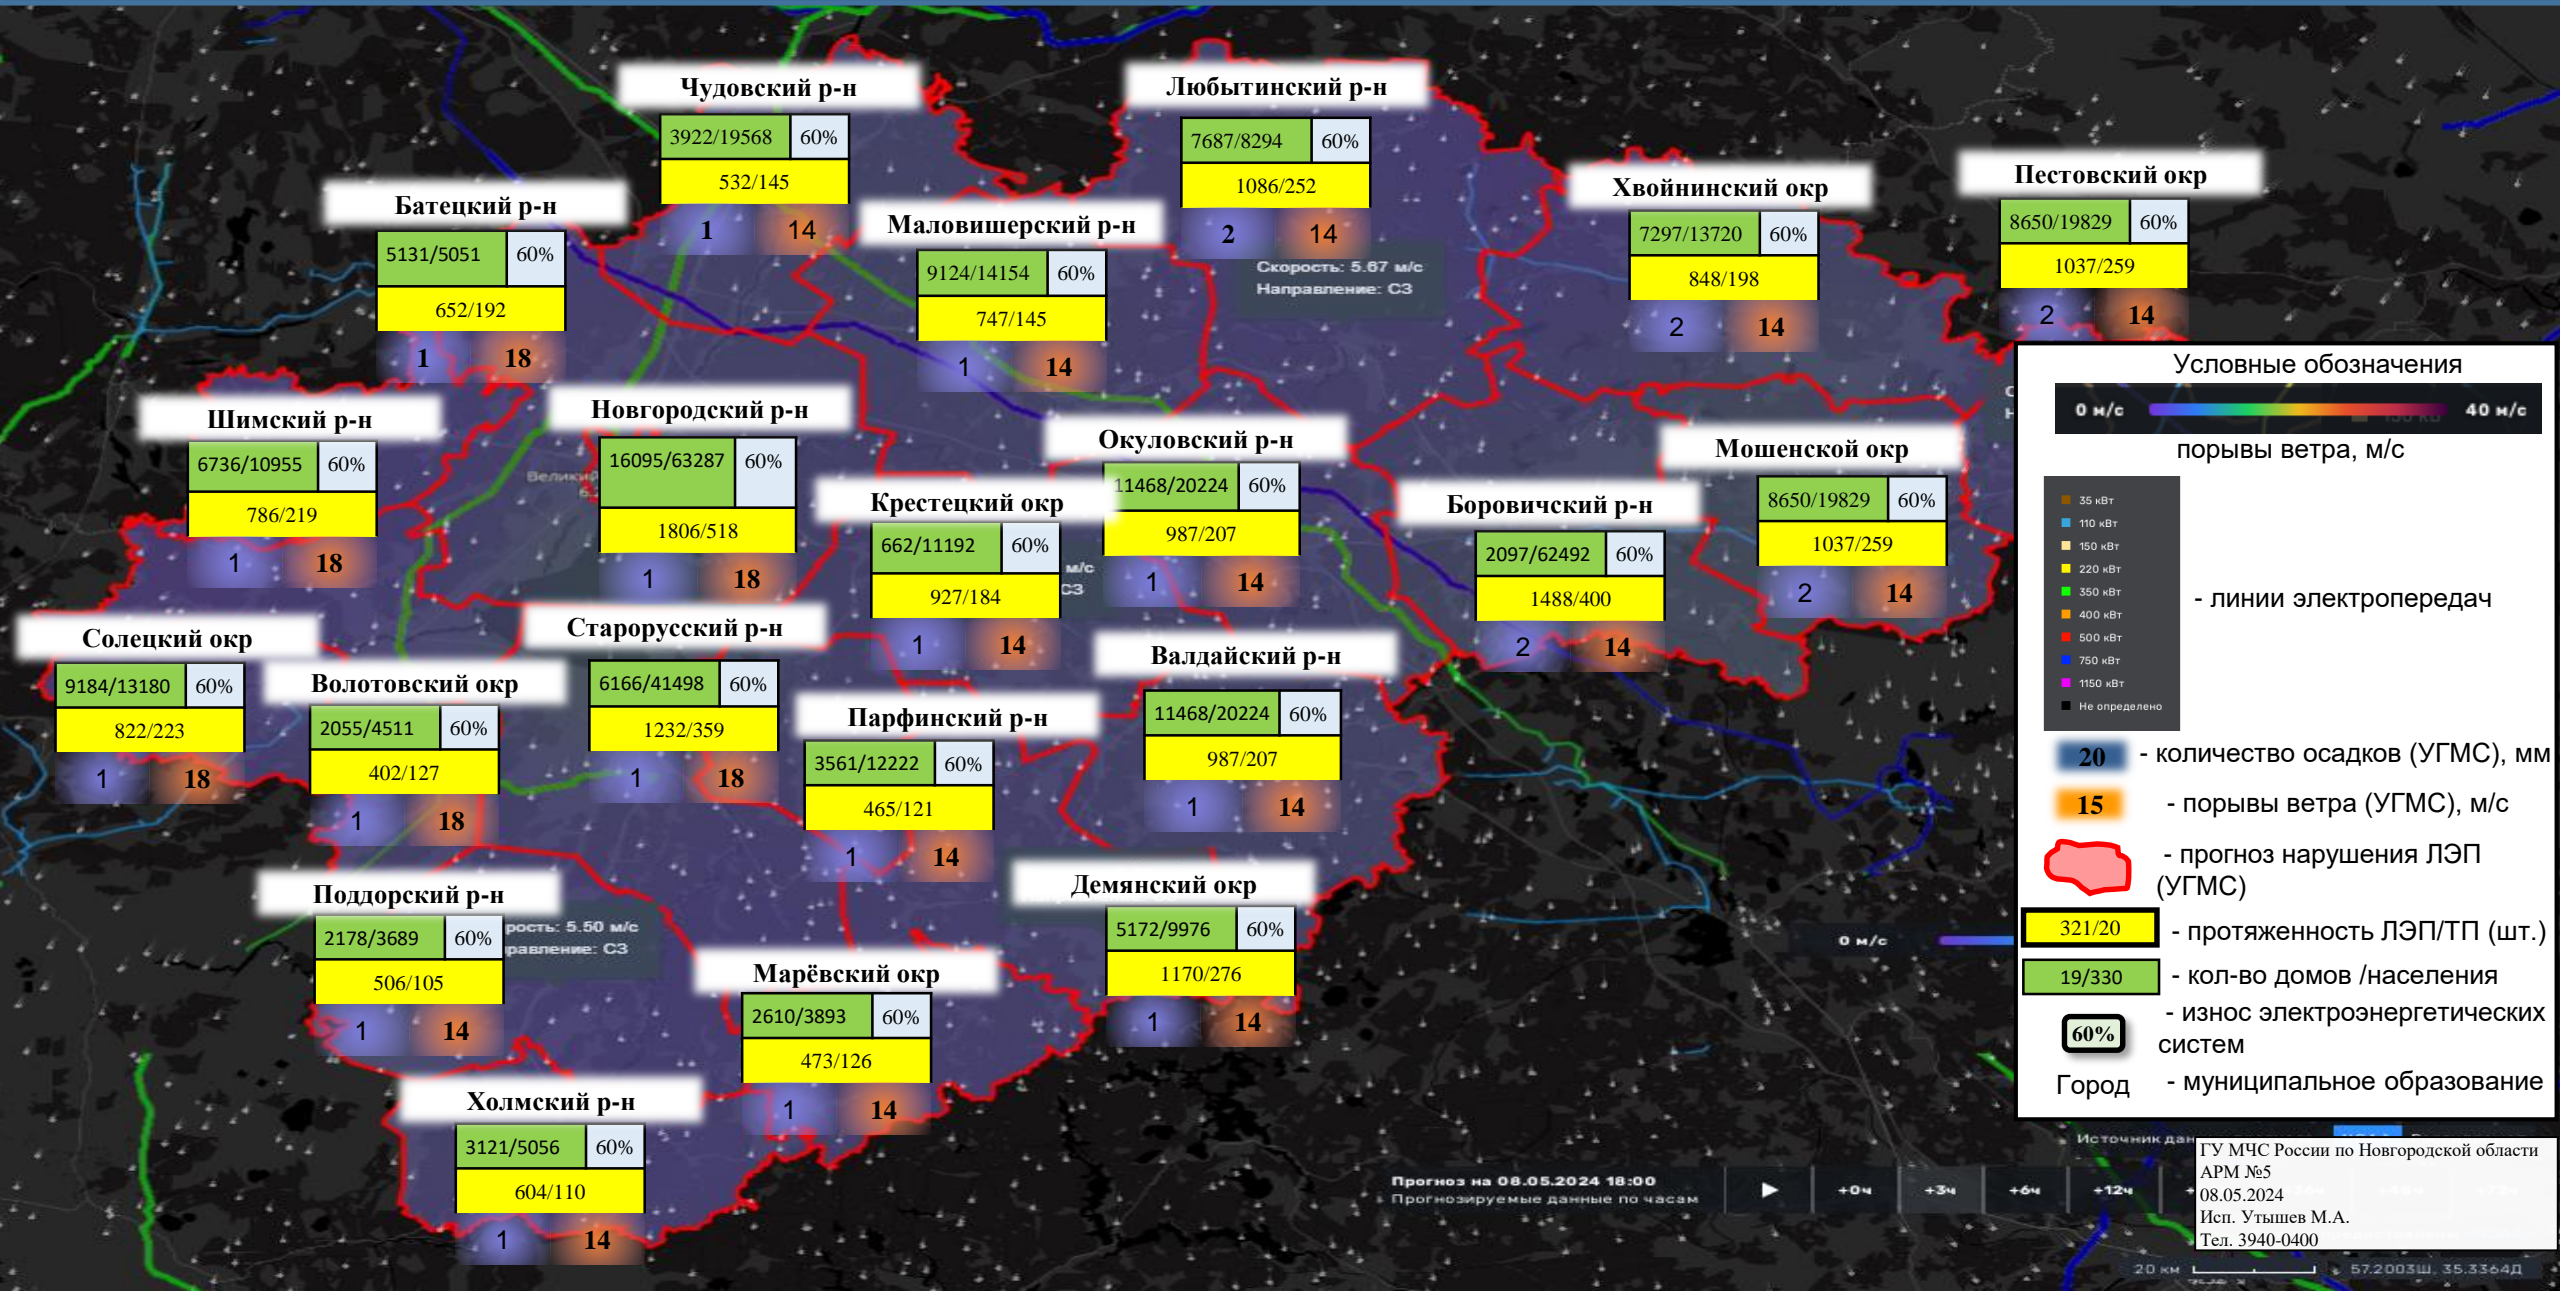 Чудовский р-н
3922/19568 60%
532/145
1 14
Любытинский р-н
7687/8294 60%
1086/252
2 14
Скорость: 5.67 м/с
Направление: СЗ
Хвойнинский окр
7297/13720 60%
848/198
2 14
Пестовский окр
8650/19829 60%
1037/259
2 14
Батецкий р-н
5131/5051 60%
652/192
1 18
Маловишерский р-н
9124/14154 60%
747/145
1 14
Шимский р-н
6736/10955 60%
786/219
1 18
Новгородский р-н
16095/63287 60%
1806/518
1 18
Великий
Крестецкий окр
662/11192 60%
927/184
1 14
м/с
СЗ
Окуловский р-н
11468/20224 60%
987/207
1 14
Боровичский р-н
2097/62492 60%
1488/400
2 14
Мошенской окр
8650/19829 60%
1037/259
2 14
Солецкий окр
9184/13180 60%
822/223
1 18
Волотовский окр
2055/4511 60%
402/127
1 18
Старорусский р-н
6166/41498 60%
1232/359
1 18
Парфинский р-н
3561/12222 60%
465/121
1 14
Валдайский р-н
11468/20224 60%
987/207
1 14
Поддорский р-н
2178/3689 60%
506/105
1 14
рость: 5.50 м/с
равление: СЗ
Марёвский окр
2610/3893 60%
473/126
1 14
Демянский окр
5172/9976 60%
1170/276
1 14
Холмский р-н
3121/5056 60%
604/110
1 14
Условные обозначения
0 м/с 40 м/с
порывы ветра, м/с
35 кВт
110 кВт
150 кВт
220 кВт
350 кВт
400 кВт
500 кВт
750 кВт
1150 кВт
Не определено
- линии электропередач
20 - количество осадков (УГМС), мм
15 - порывы ветра (УГМС), м/с
- прогноз нарушения ЛЭП
(УГМС)
321/20 - протяженность ЛЭП/ТП (шт.)
19/330 - кол-во домов /населения
60% - износ электроэнергетических
систем
Город - муниципальное образование
0 м/с
Источник дан
Прогноз на 08.05.2024 18:00
Прогнозируемые данные по часам
+0ч +3ч +6ч +12ч
ГУ МЧС России по Новгородской области
АРМ №5
08.05.2024
Исп. Утышев М.А.
Тел. 3940-0400
20 км 57.2003Ш, 35.3364Д